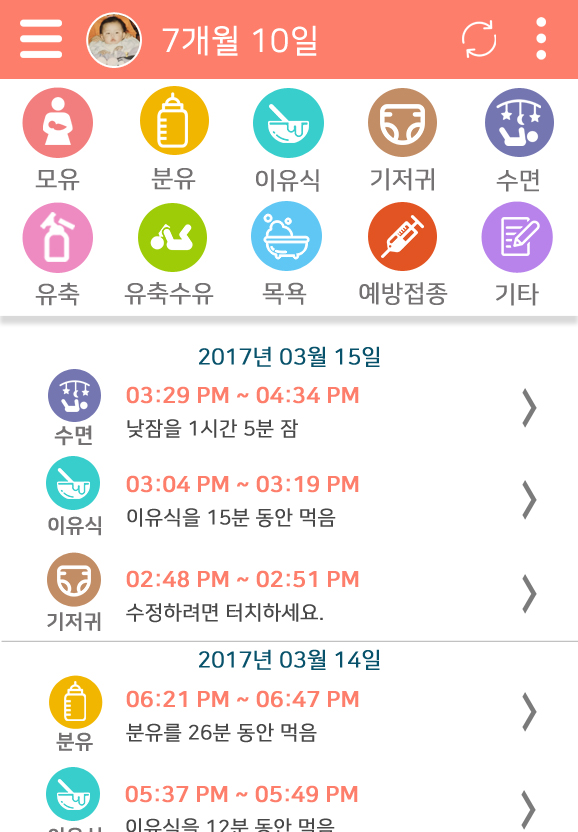 7개월 10일
모유 분유 이유식 기저귀 수면
유축 유축수유 목욕 예방접종 기타
2017년 03월 15일
03:29 PM ~ 04:34 PM
수면 낮잠을 1시간 5분 잠
03:04 PM ~ 03:19 PM
이유식 이유식을 15분 동안 먹음
02:48 PM ~ 02:51 PM
기저귀 수정하려면 터치하세요.
2017년 03월 14일
06:21 PM ~ 06:47 PM
분유 분유를 26분 동안 먹음
05:37 PM ~ 05:49 PM
이유식 이유식을 12분 동안 먹음